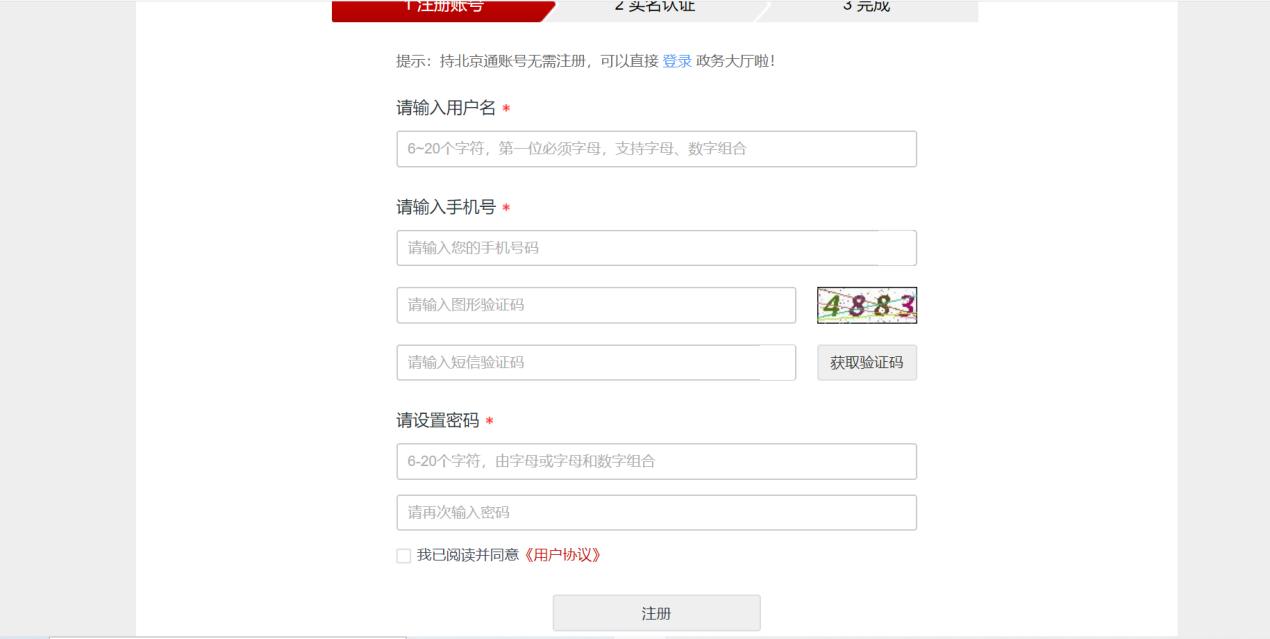 1 注册账号
2 实名认证
3 完成
提示：持北京通账号无需注册，可以直接 登录 政务大厅啦！
请输入用户名 *
6~20个字符，第一位必须字母，支持字母、数字组合
请输入手机号 *
请输入您的手机号码
请输入图形验证码
4883
请输入短信验证码
获取验证码
请设置密码 *
6-20个字符，由字母或字母和数字组合
请再次输入密码
我已阅读并同意《用户协议》
注册